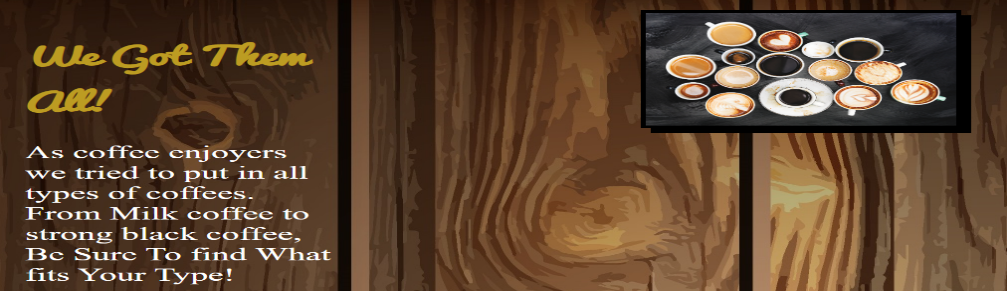 We Got Them
All!
As coffee enjoyers
we tried to put in all
types of coffees.
From Milk coffee to
strong black coffee,
Be Sure To find What
fits Your Type!